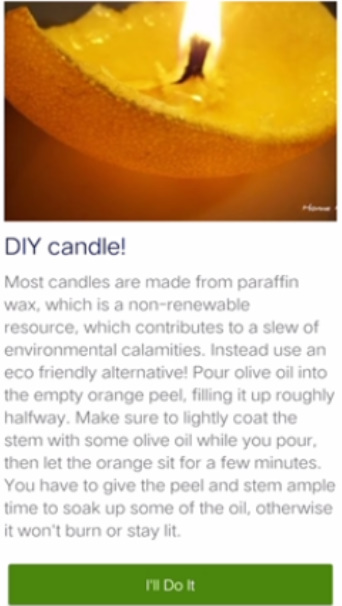 Home
DIY candle!
Most candles are made from paraffin
wax, which is a non-renewable
resource, which contributes to a slew of
environmental calamities. Instead use an
eco friendly alternative! Pour olive oil into
the empty orange peel, filling it up roughly
halfway. Make sure to lightly coat the
stem with some olive oil while you pour,
then let the orange sit for a few minutes.
You have to give the peel and stem ample
time to soak up some of the oil, otherwise
it won't burn or stay lit.
I'll Do It